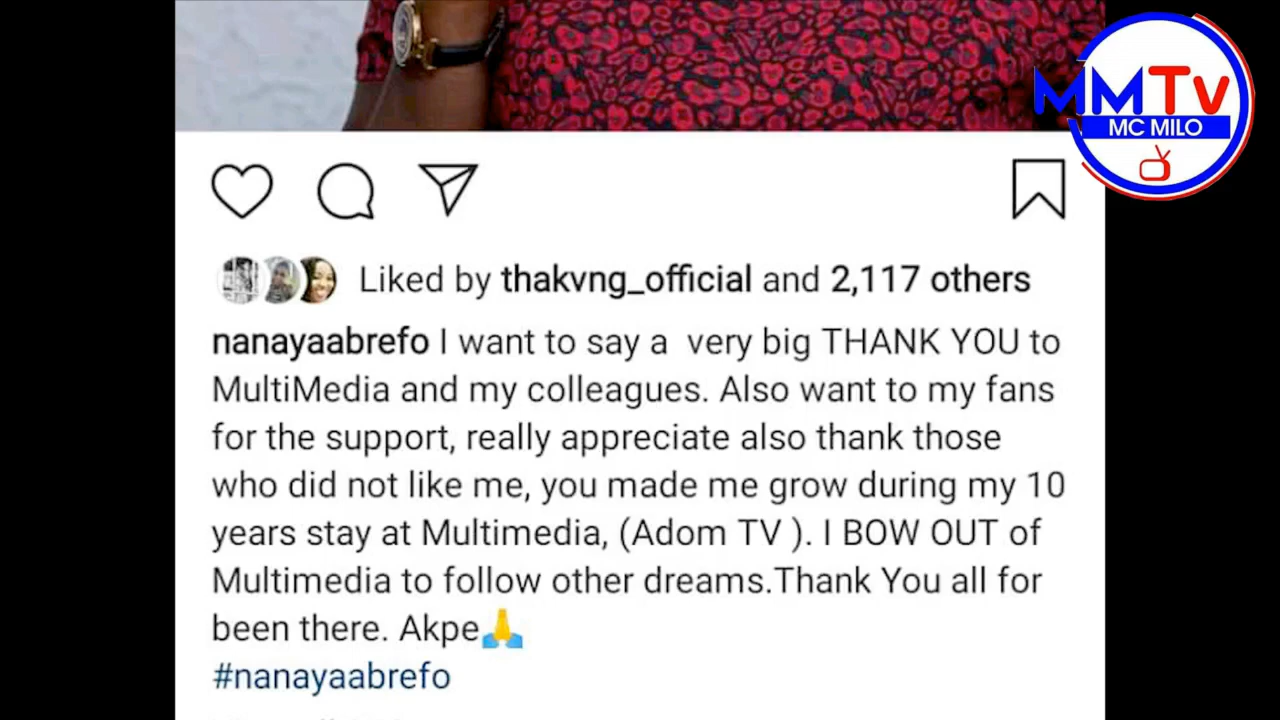 MMTv
MC MILO
Liked by thakvng_official and 2,117 others
nanayaabrefo I want to say a very big THANK YOU to
MultiMedia and my colleagues. Also want to my fans
for the support, really appreciate also thank those
who did not like me, you made me grow during my 10
years stay at Multimedia, (Adom TV ). I BOW OUT of
Multimedia to follow other dreams.Thank You all for
been there. Akpe🙏
#nanayaabrefo